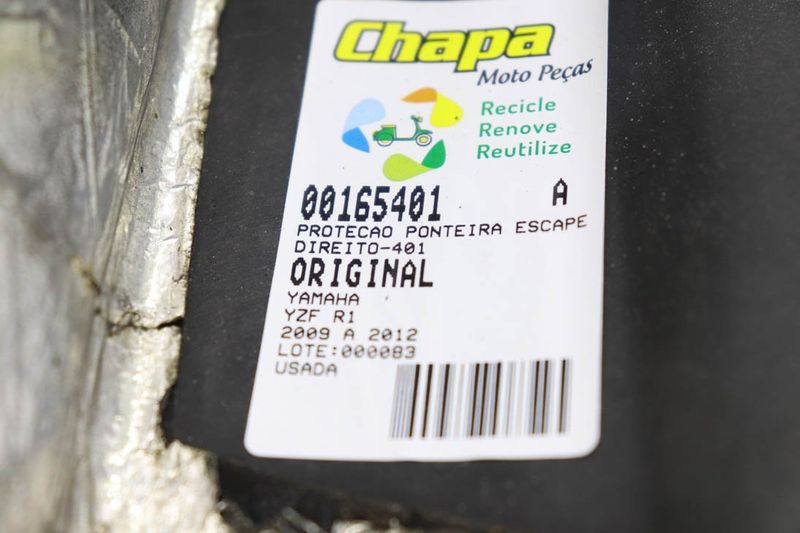 Chapa
Moto Peças
Recicle
Renove
Reutilize
00165401 A
PROTECAO PONTEIRA ESCAPE
DIREITO-401
ORIGINAL
YAMAHA
YZF R1
2009 A 2012
LOTE:000083
USADA